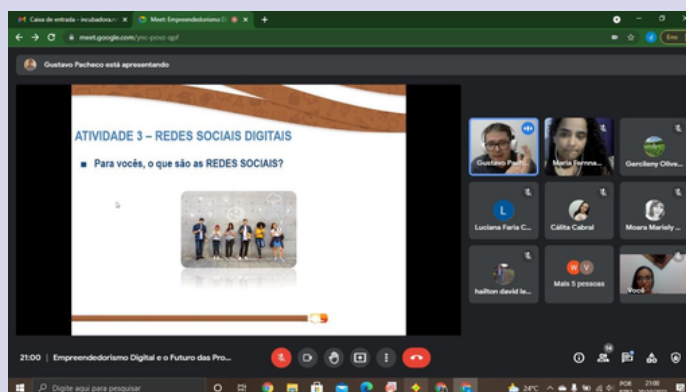 Caixa de entrada - incubadora.n
Meet: Empreendedorismo D
meet.google.com/ync-povz-qpf
Gustavo Pacheco está apresentando
ATIVIDADE 3 – REDES SOCIAIS DIGITAIS
Para vocês, o que são as REDES SOCIAIS?
Gustavo Pach...
Maria Fernna...
Gercileny Olive...
L
Luciana Faria C...
Cálita Cabral
Moara Mariely ...
hailton david le...
W V
Mais 5 pessoas
Você
21:00 | Empreendedorismo Digital e o Futuro das Pro...
14
Digite aqui para pesquisar
24°C
POR
21:00